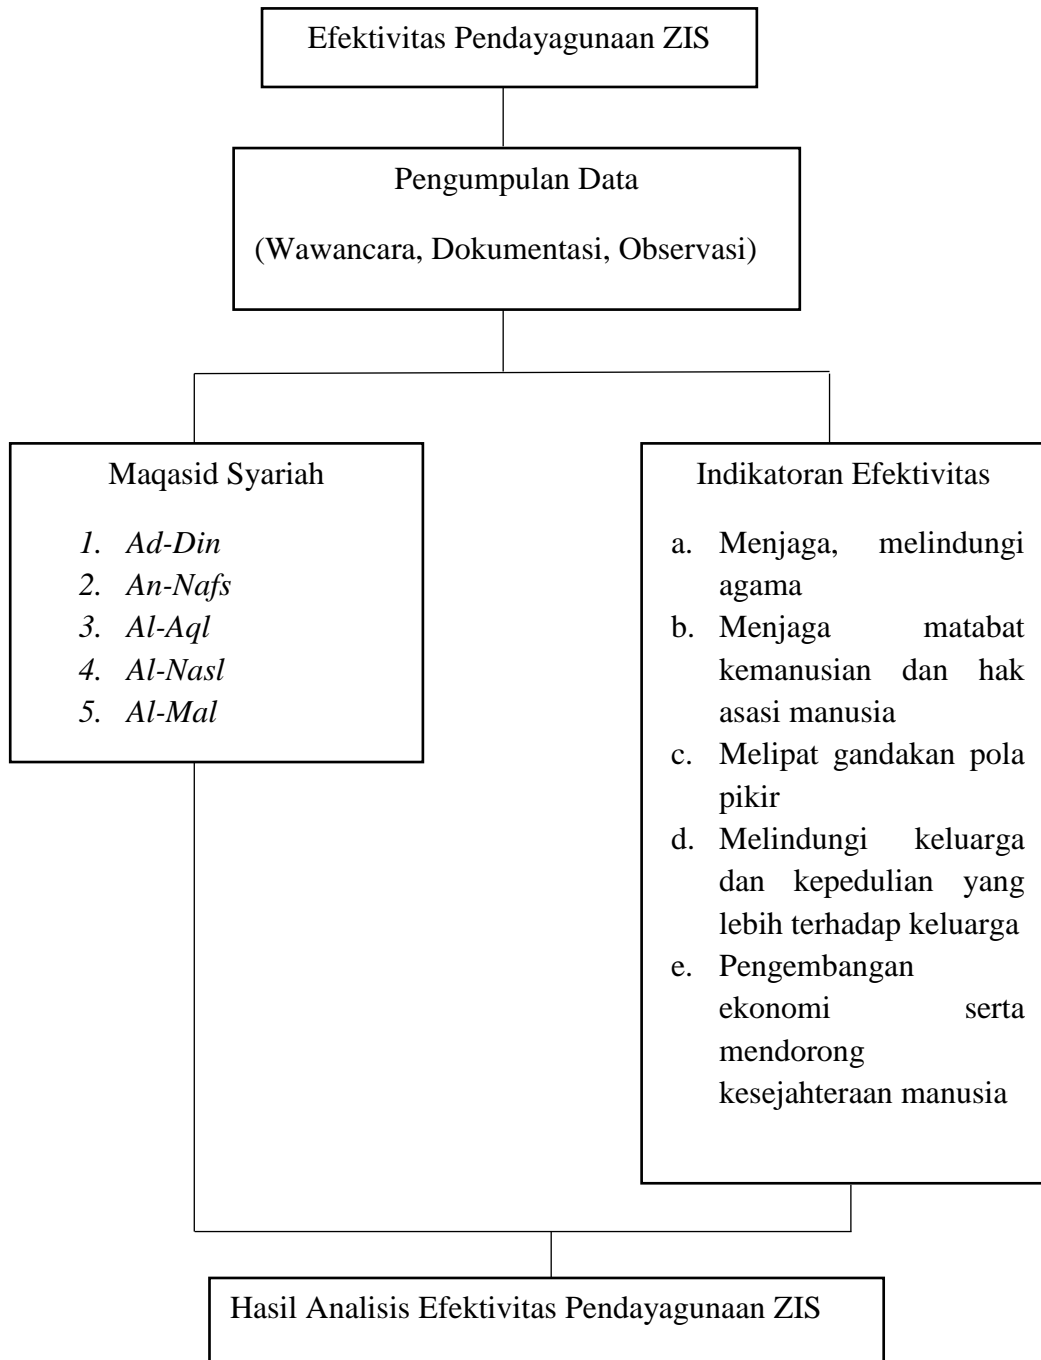 Efektivitas Pendayagunaan ZIS
Pengumpulan Data
(Wawancara, Dokumentasi, Observasi)
Maqasid Syariah
1. Ad-Din
2. An-Nafs
3. Al-Aql
4. Al-Nasl
5. Al-Mal
Indikatoran Efektivitas
a. Menjaga, melindungi
agama
b. Menjaga matabat
kemanusian dan hak
asasi manusia
c. Melipat gandakan pola
pikir
d. Melindungi keluarga
dan kepedulian yang
lebih terhadap keluarga
e. Pengembangan
ekonomi serta
mendorong
kesejahteraan manusia
Hasil Analisis Efektivitas Pendayagunaan ZIS